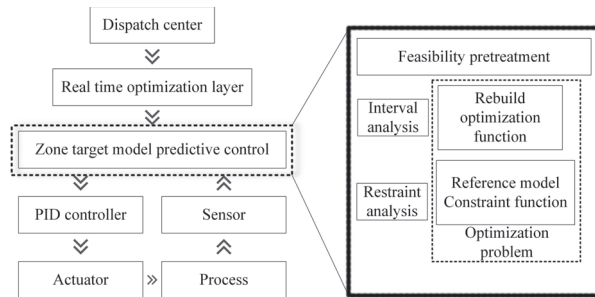 Dispatch center
Real time optimization layer
Zone target model predictive control
PID controller
Sensor
Actuator
Process
Feasibility pretreatment
Interval
analysis
Rebuild
optimization
function
Restraint
analysis
Reference model
Constraint function
Optimization
problem